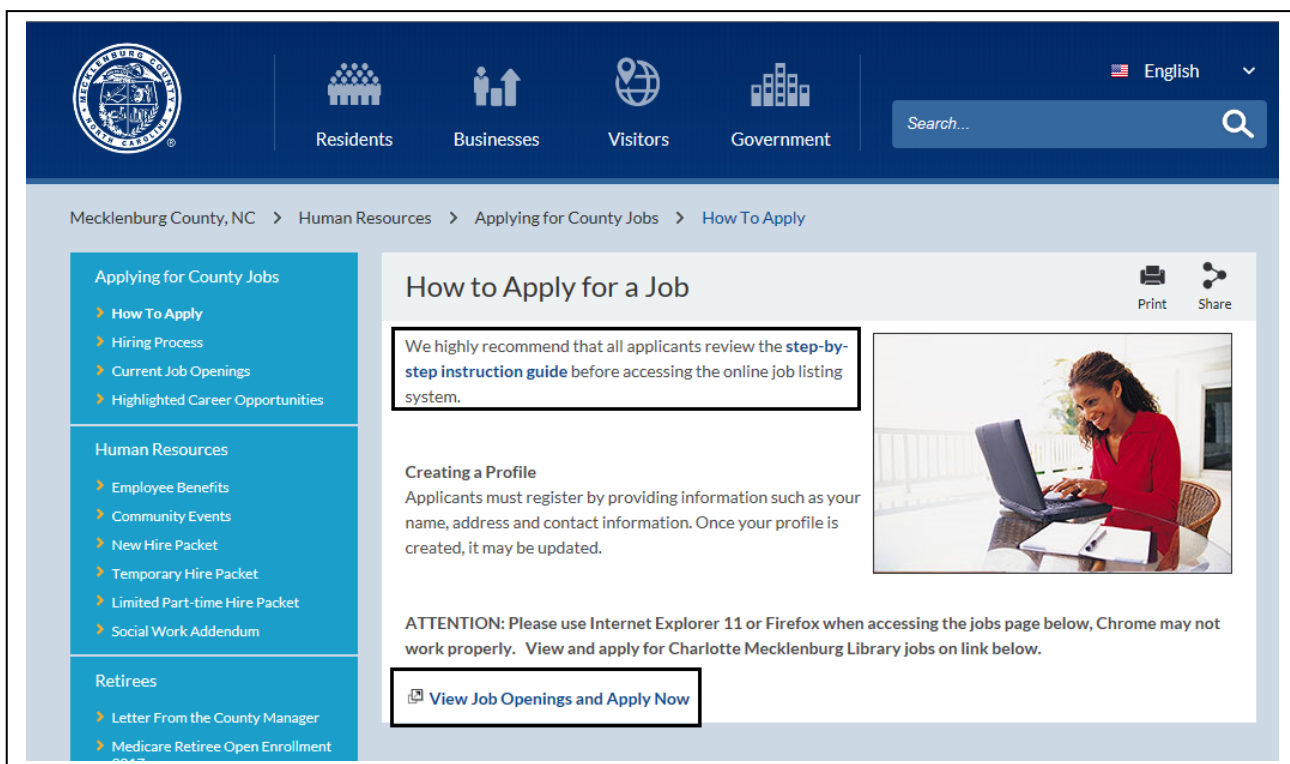 MECKLENBURG COUNTY
NORTH CAROLINA
®
Residents
Businesses
Visitors
Government
English
Search...
Mecklenburg County, NC > Human Resources > Applying for County Jobs > How To Apply
Applying for County Jobs
How To Apply
Hiring Process
Current Job Openings
Highlighted Career Opportunities
Human Resources
Employee Benefits
Community Events
New Hire Packet
Temporary Hire Packet
Limited Part-time Hire Packet
Social Work Addendum
Retirees
Letter From the County Manager
Medicare Retiree Open Enrollment
How to Apply for a Job
Print
Share
We highly recommend that all applicants review the step-by-
step instruction guide before accessing the online job listing
system.
Creating a Profile
Applicants must register by providing information such as your
name, address and contact information. Once your profile is
created, it may be updated.
ATTENTION: Please use Internet Explorer 11 or Firefox when accessing the jobs page below, Chrome may not
work properly. View and apply for Charlotte Mecklenburg Library jobs on link below.
View Job Openings and Apply Now